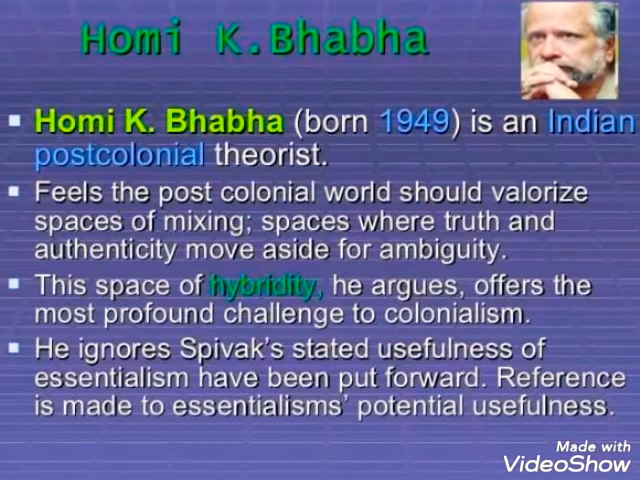 Homi K.Bhabha
Homi K. Bhabha (born 1949) is an Indian
postcolonial theorist.
Feels the post colonial world should valorize
spaces of mixing; spaces where truth and
authenticity move aside for ambiguity.
This space of hybridity, he argues, offers the
most profound challenge to colonialism.
He ignores Spivak's stated usefulness of
essentialism have been put forward. Reference
is made to essentialisms' potential usefulness.
Made with
VideoShow